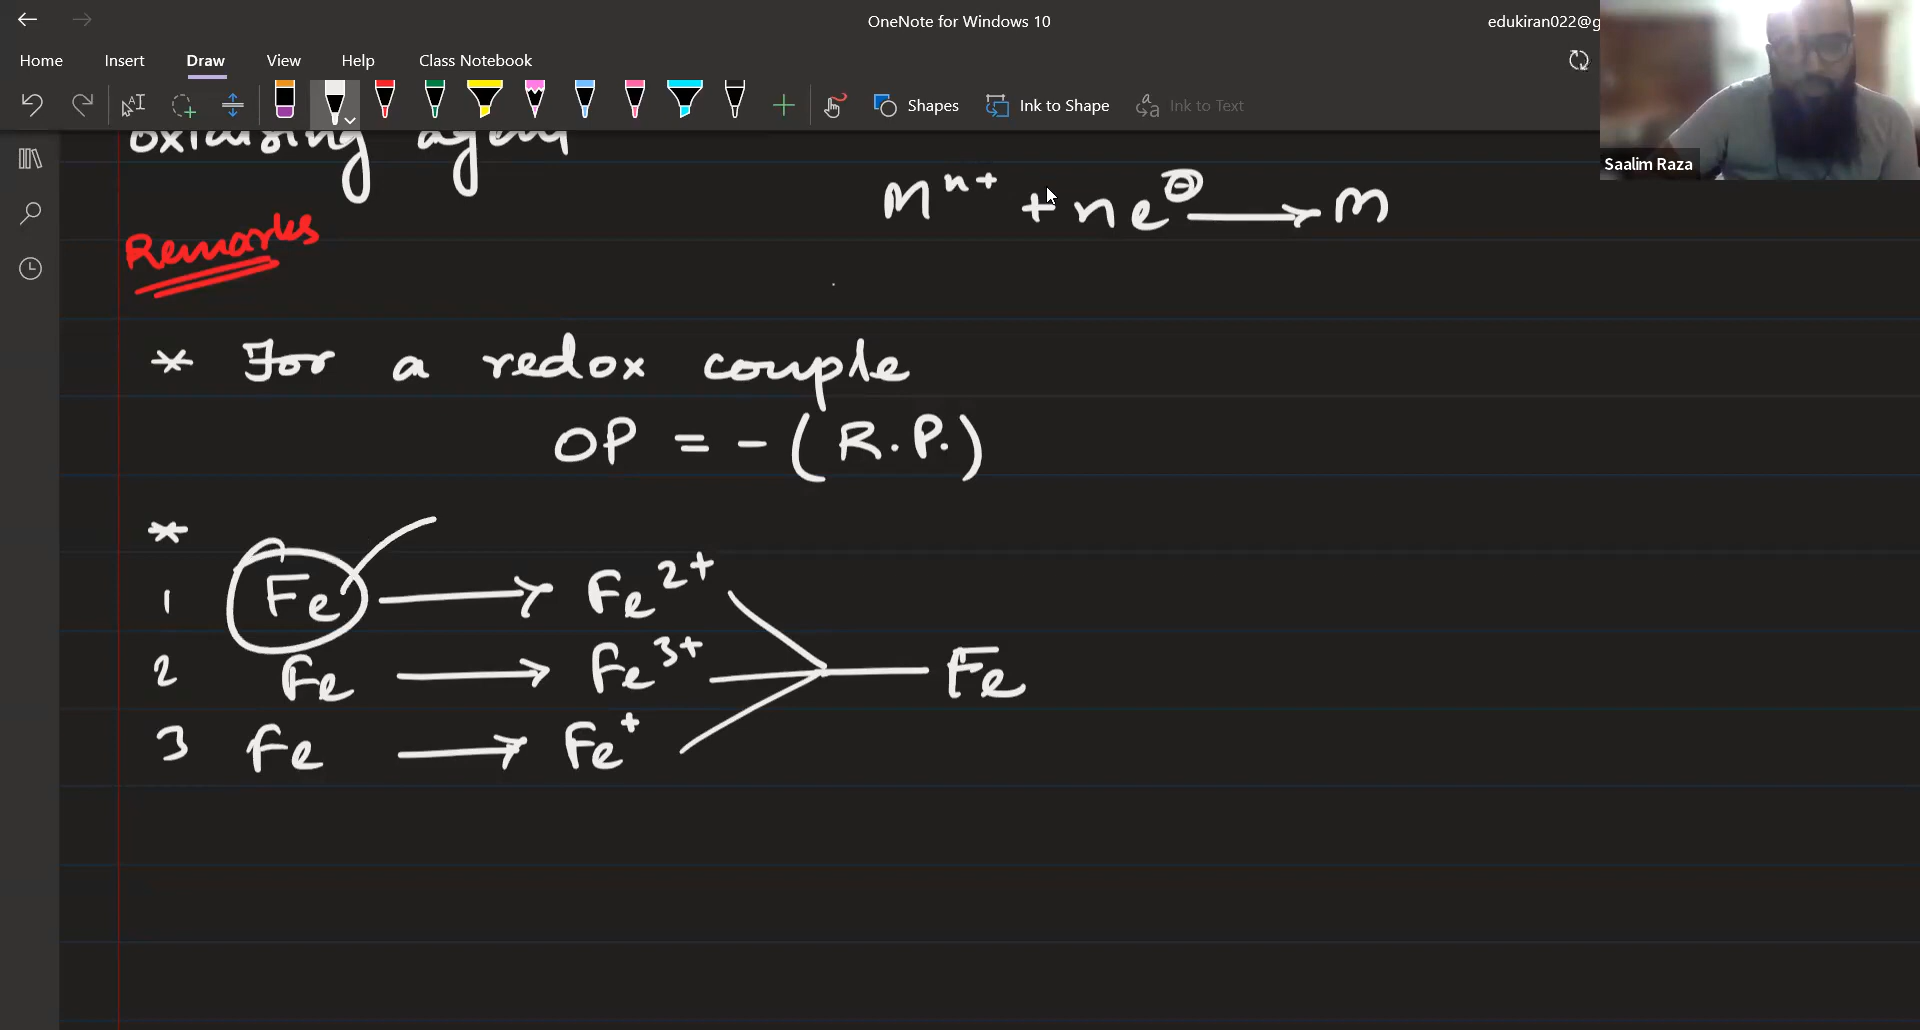 OneNote for Windows 10
edukiran022@g
Home Insert Draw View Help Class Notebook
Shapes Ink to Shape Ink to Text
Saalim Raza
oxidising agent
Mⁿ⁺ + ne⊖ → M
Remarks
* For a redox couple
OP = - (R.P.)
*
1 Fe → Fe²⁺
2 Fe → Fe³⁺ — Fe
3 Fe → Fe⁺